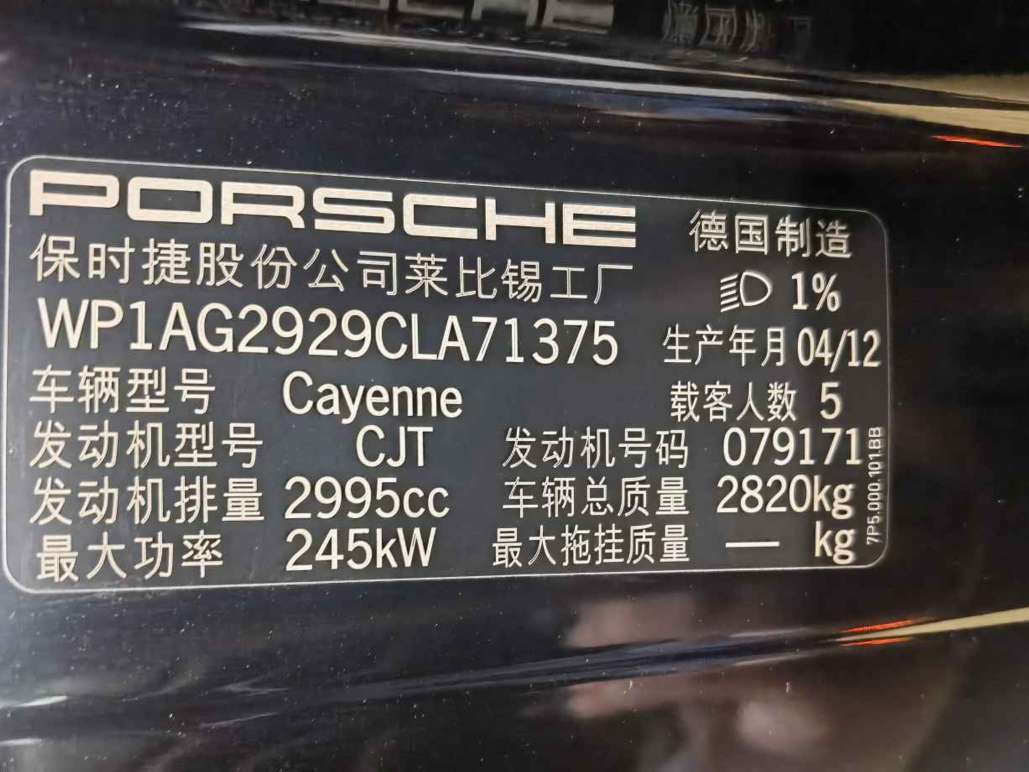 PORSCHE 德国制造
保时捷股份公司莱比锡工厂 1%
WP1AG2929CLA71375 生产年月 04/12
车辆型号 Cayenne 载客人数 5
发动机型号 CJT 发动机号码 079171
发动机排量 2995cc 车辆总质量 2820kg
最大功率 245kW 最大拖挂质量 — kg
7P5.000.101.BB